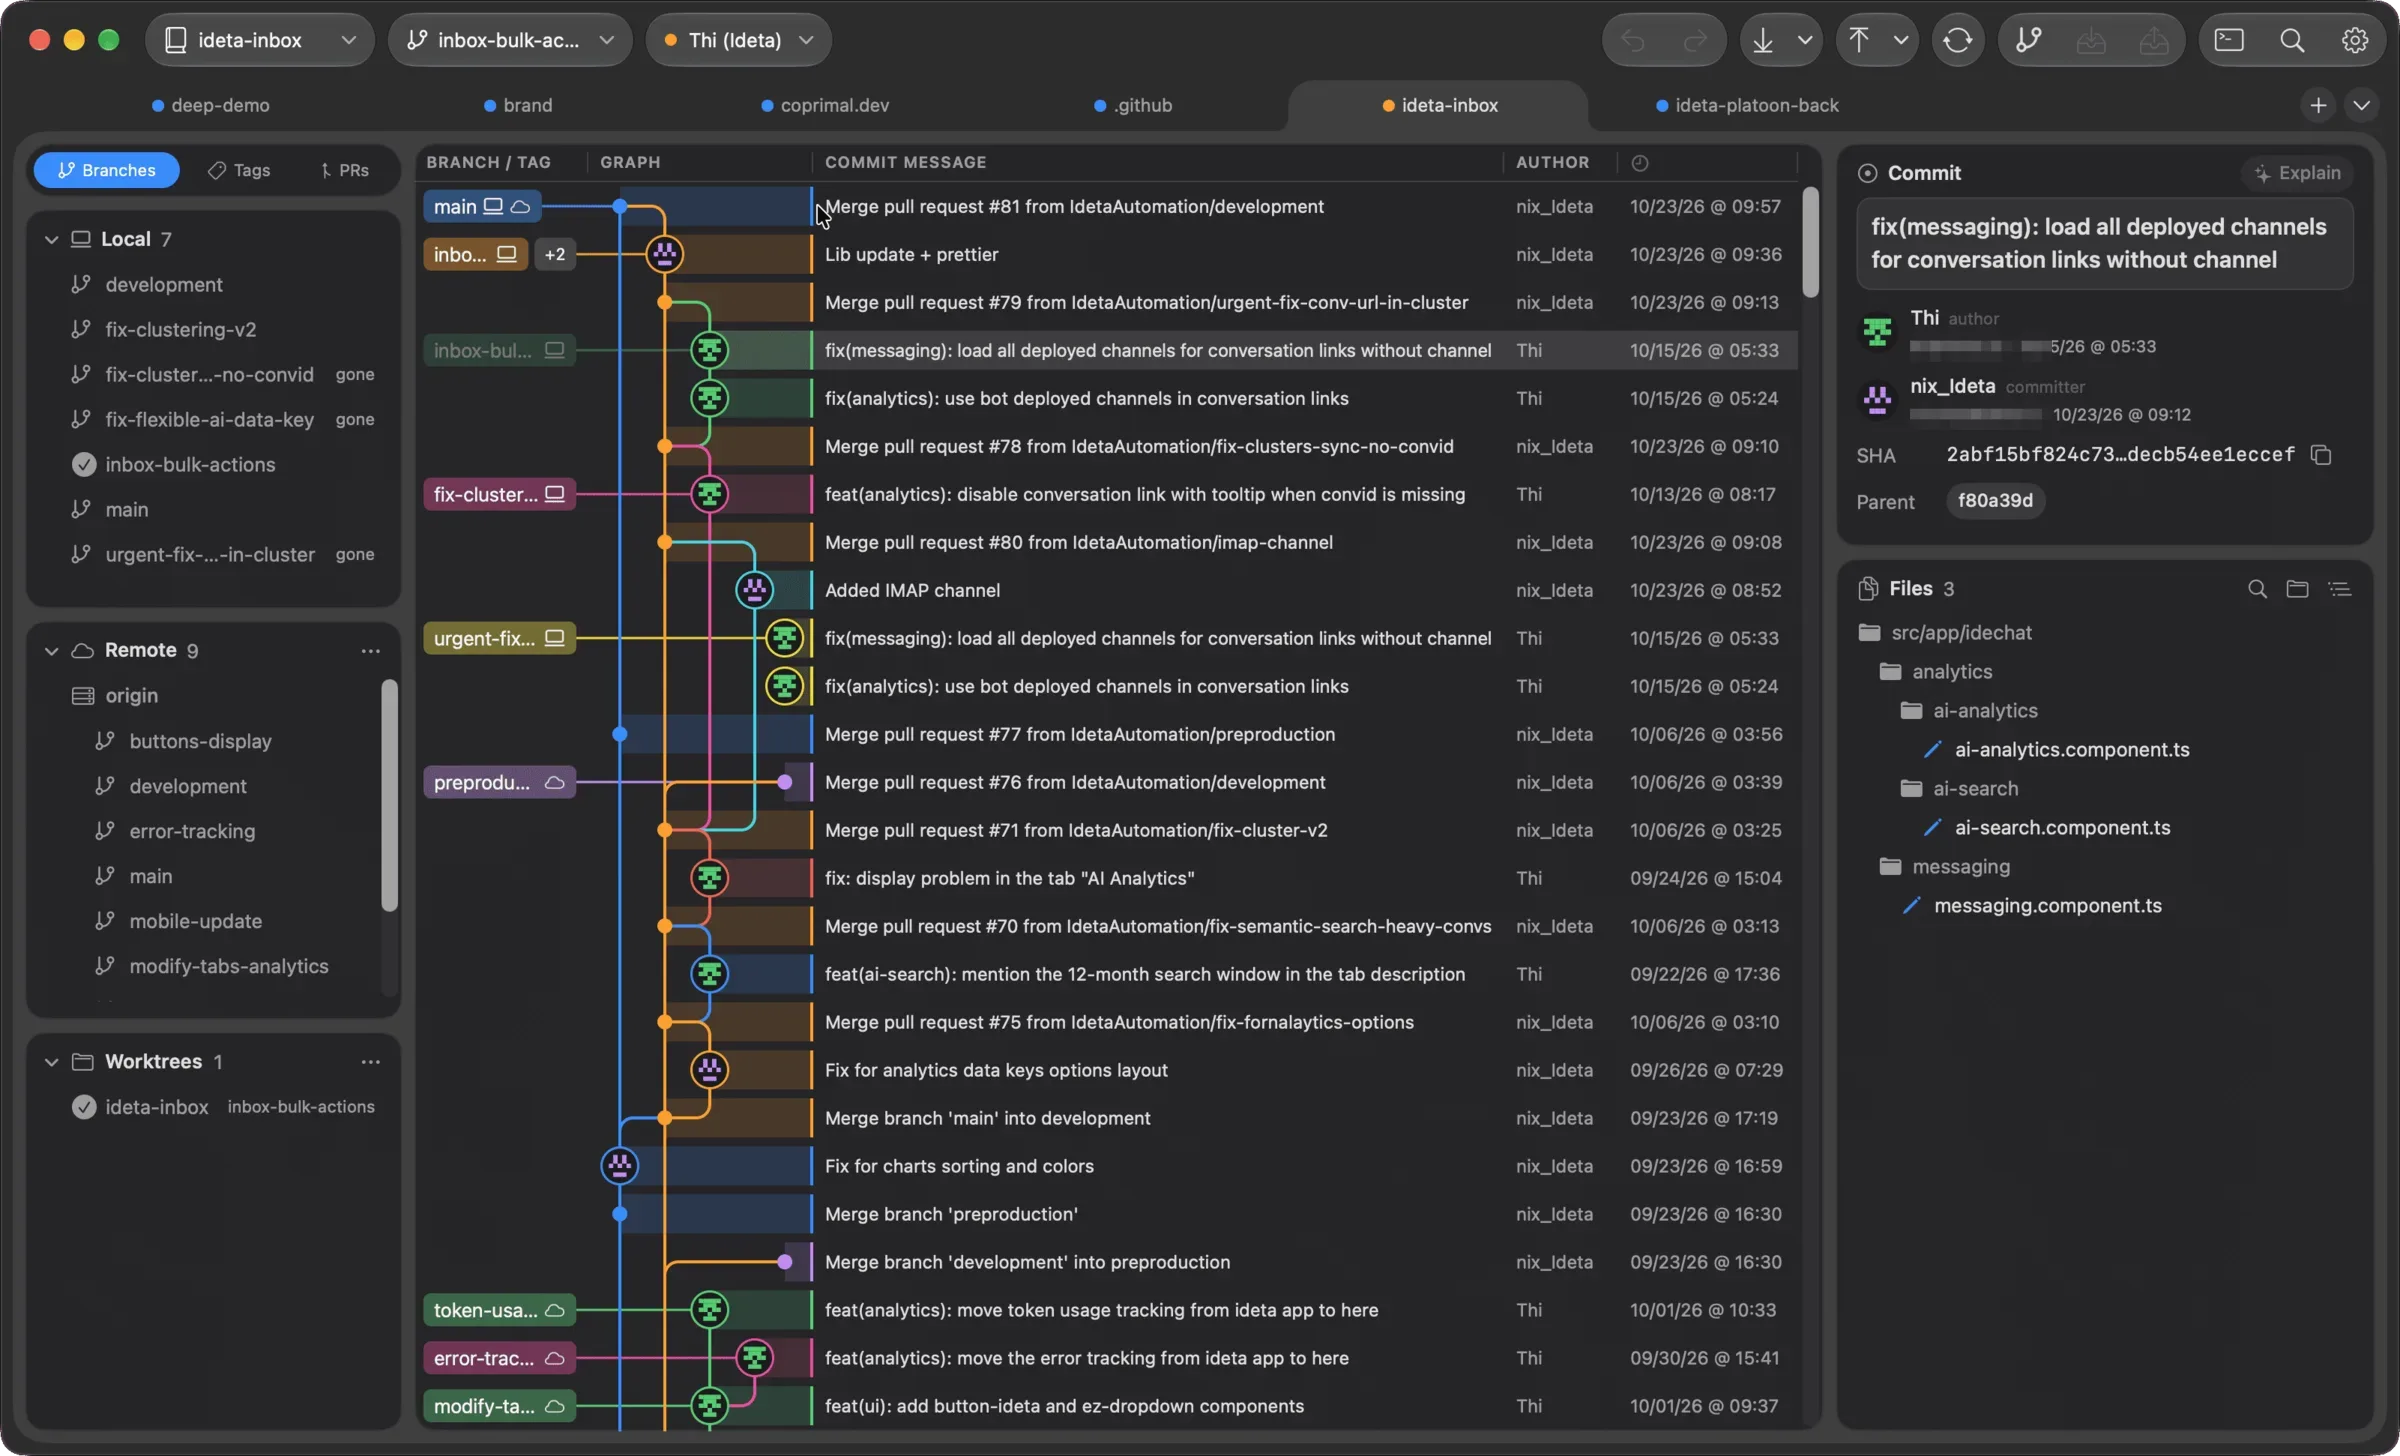 ideta-inbox
inbox-bulk-ac...
Thi (Ideta)
deep-demo
brand
coprimal.dev
.github
ideta-inbox
ideta-platoon-back
Branches
Tags
PRs
Local 7
development
fix-clustering-v2
fix-cluster...-no-convid gone
fix-flexible-ai-data-key gone
inbox-bulk-actions
main
urgent-fix-...-in-cluster gone
Remote 9
origin
buttons-display
development
error-tracking
main
mobile-update
modify-tabs-analytics
Worktrees 1
ideta-inbox inbox-bulk-actions
BRANCH / TAG GRAPH COMMIT MESSAGE AUTHOR
main Merge pull request #81 from IdetaAutomation/development nix_Ideta 10/23/26 @ 09:57
inbo... +2 Lib update + prettier nix_Ideta 10/23/26 @ 09:36
Merge pull request #79 from IdetaAutomation/urgent-fix-conv-url-in-cluster nix_Ideta 10/23/26 @ 09:13
inbox-bul... fix(messaging): load all deployed channels for conversation links without channel Thi 10/15/26 @ 05:33
fix(analytics): use bot deployed channels in conversation links Thi 10/15/26 @ 05:24
Merge pull request #78 from IdetaAutomation/fix-clusters-sync-no-convid nix_Ideta 10/23/26 @ 09:10
fix-cluster... feat(analytics): disable conversation link with tooltip when convid is missing Thi 10/13/26 @ 08:17
Merge pull request #80 from IdetaAutomation/imap-channel nix_Ideta 10/23/26 @ 09:08
Added IMAP channel nix_Ideta 10/23/26 @ 08:52
urgent-fix... fix(messaging): load all deployed channels for conversation links without channel Thi 10/15/26 @ 05:33
fix(analytics): use bot deployed channels in conversation links Thi 10/15/26 @ 05:24
Merge pull request #77 from IdetaAutomation/preproduction nix_Ideta 10/06/26 @ 03:56
preprodu... Merge pull request #76 from IdetaAutomation/development nix_Ideta 10/06/26 @ 03:39
Merge pull request #71 from IdetaAutomation/fix-cluster-v2 nix_Ideta 10/06/26 @ 03:25
fix: display problem in the tab "AI Analytics" Thi 09/24/26 @ 15:04
Merge pull request #70 from IdetaAutomation/fix-semantic-search-heavy-convs nix_Ideta 10/06/26 @ 03:13
feat(ai-search): mention the 12-month search window in the tab description Thi 09/22/26 @ 17:36
Merge pull request #75 from IdetaAutomation/fix-fornalaytics-options nix_Ideta 10/06/26 @ 03:10
Fix for analytics data keys options layout nix_Ideta 09/26/26 @ 07:29
Merge branch 'main' into development nix_Ideta 09/23/26 @ 17:19
Fix for charts sorting and colors nix_Ideta 09/23/26 @ 16:59
Merge branch 'preproduction' nix_Ideta 09/23/26 @ 16:30
Merge branch 'development' into preproduction nix_Ideta 09/23/26 @ 16:30
token-usa... feat(analytics): move token usage tracking from ideta app to here Thi 10/01/26 @ 10:33
error-trac... feat(analytics): move the error tracking from ideta app to here Thi 09/30/26 @ 15:41
modify-ta... feat(ui): add button-ideta and ez-dropdown components Thi 10/01/26 @ 09:37
Commit Explain
fix(messaging): load all deployed channels
for conversation links without channel
Thi author
5/26 @ 05:33
nix_Ideta committer
10/23/26 @ 09:12
SHA 2abf15bf824c73…decb54ee1eccef
Parent f80a39d
Files 3
src/app/idechat
analytics
ai-analytics
ai-analytics.component.ts
ai-search
ai-search.component.ts
messaging
messaging.component.ts